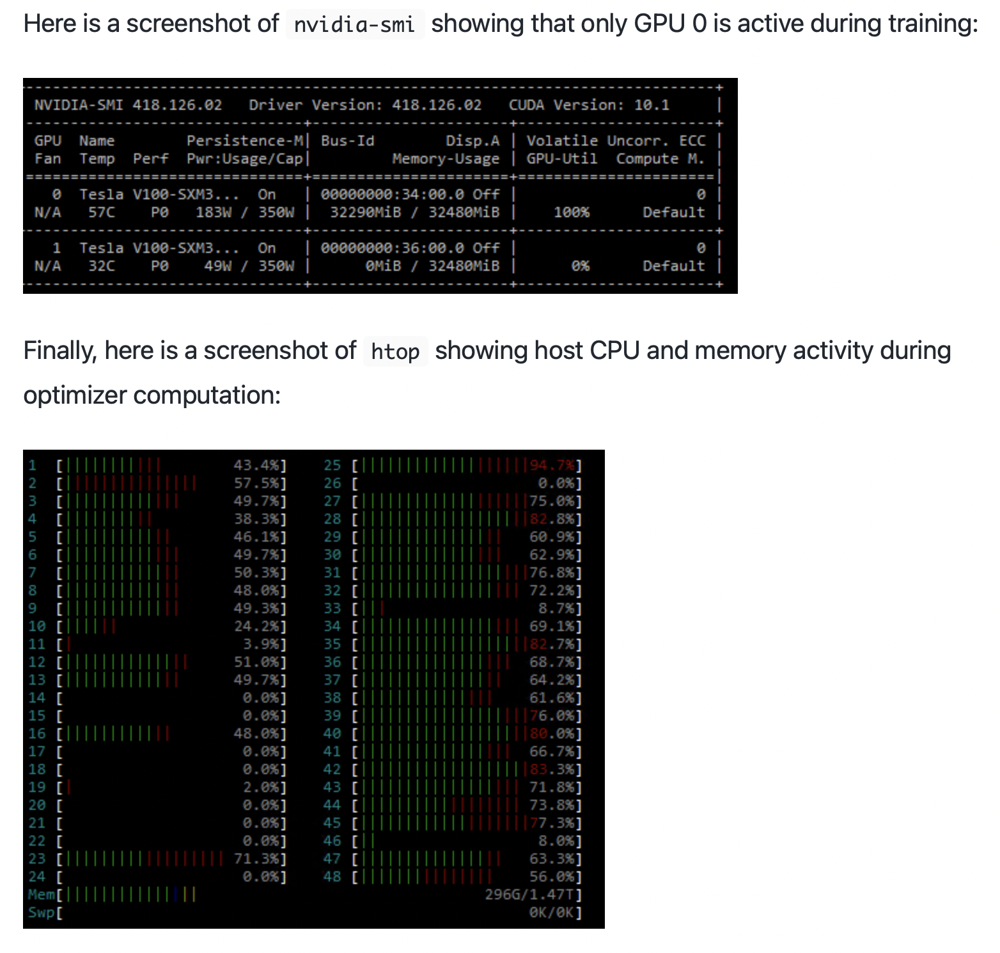 Here is a screenshot of nvidia-smi showing that only GPU 0 is active during training:
NVIDIA-SMI 418.126.02 Driver Version: 418.126.02 CUDA Version: 10.1
GPU Name Persistence-M| Bus-Id Disp.A | Volatile Uncorr. ECC |
Fan Temp Perf Pwr:Usage/Cap| Memory-Usage | GPU-Util Compute M. |
0 Tesla V100-SXM3... On | 00000000:34:00.0 Off | 0 |
N/A 57C P0 183W / 350W | 32290MiB / 32480MiB | 100% Default |
1 Tesla V100-SXM3... On | 00000000:36:00.0 Off | 0 |
N/A 32C P0 49W / 350W | 0MiB / 32480MiB | 0% Default |
Finally, here is a screenshot of htop showing host CPU and memory activity during
optimizer computation:
1 [43.4%] 25 [94.7%]
2 [57.5%] 26 [0.0%]
3 [49.7%] 27 [75.0%]
4 [38.3%] 28 [82.8%]
5 [46.1%] 29 [60.9%]
6 [49.7%] 30 [62.9%]
7 [50.3%] 31 [76.8%]
8 [48.0%] 32 [72.2%]
9 [49.3%] 33 [8.7%]
10 [24.2%] 34 [69.1%]
11 [3.9%] 35 [82.7%]
12 [51.0%] 36 [68.7%]
13 [49.7%] 37 [64.2%]
14 [0.0%] 38 [61.6%]
15 [0.0%] 39 [76.0%]
16 [48.0%] 40 [80.0%]
17 [0.0%] 41 [66.7%]
18 [0.0%] 42 [83.3%]
19 [2.0%] 43 [71.8%]
20 [0.0%] 44 [73.8%]
21 [0.0%] 45 [77.3%]
22 [0.0%] 46 [8.0%]
23 [71.3%] 47 [63.3%]
24 [0.0%] 48 [56.0%]
Mem[296G/1.47T]
Swp[0K/0K]